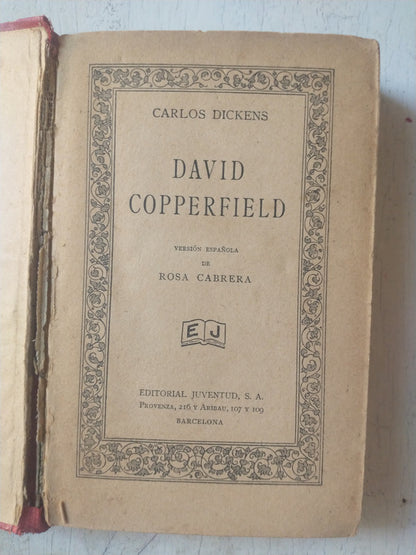 CARLOS DICKENS
DAVID
COPPERFIELD
VERSIÓN ESPAÑOLA
DE
ROSA CABRERA
EJ
EDITORIAL JUVENTUD, S. A.
PROVENZA, 216 Y ARIBAU, 107 Y 109
BARCELONA